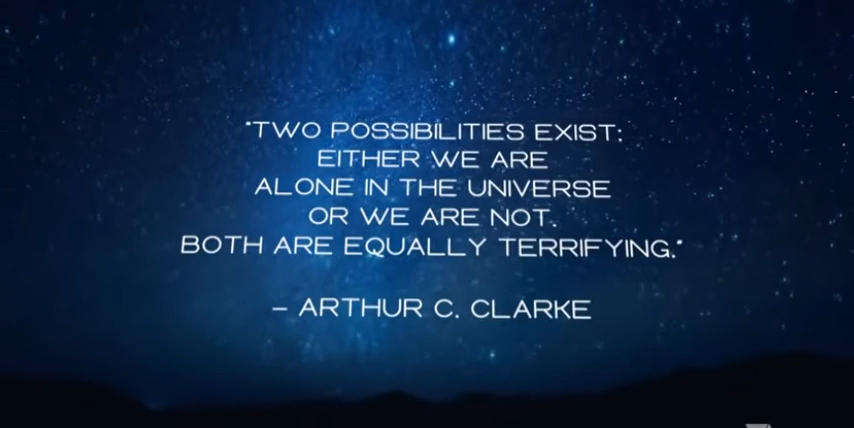 "TWO POSSIBILITIES EXIST:
EITHER WE ARE
ALONE IN THE UNIVERSE
OR WE ARE NOT.
BOTH ARE EQUALLY TERRIFYING."
– ARTHUR C. CLARKE